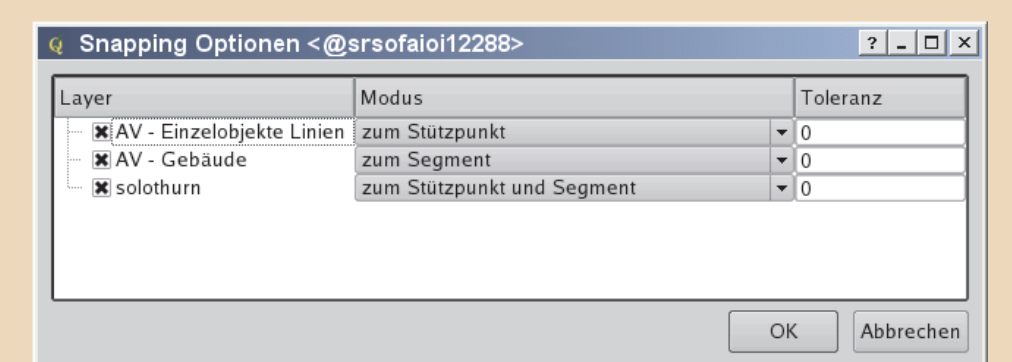 Snapping Optionen <@srsofaioi12288>
Layer Modus Toleranz
AV - Einzelobjekte Linien zum Stützpunkt 0
AV - Gebäude zum Segment 0
solothurn zum Stützpunkt und Segment 0
OK Abbrechen